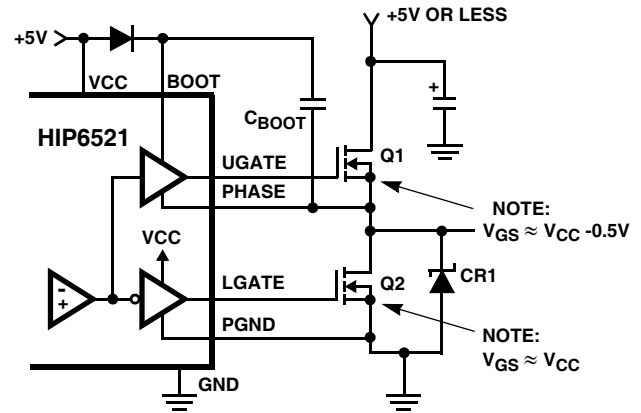 +5V
+5V OR LESS
VCC
BOOT
CBOOT
HIP6521
UGATE
Q1
PHASE
NOTE:
VGS ≈ VCC -0.5V
VCC
LGATE
Q2
CR1
-
+
+
PGND
NOTE:
VGS ≈ VCC
GND